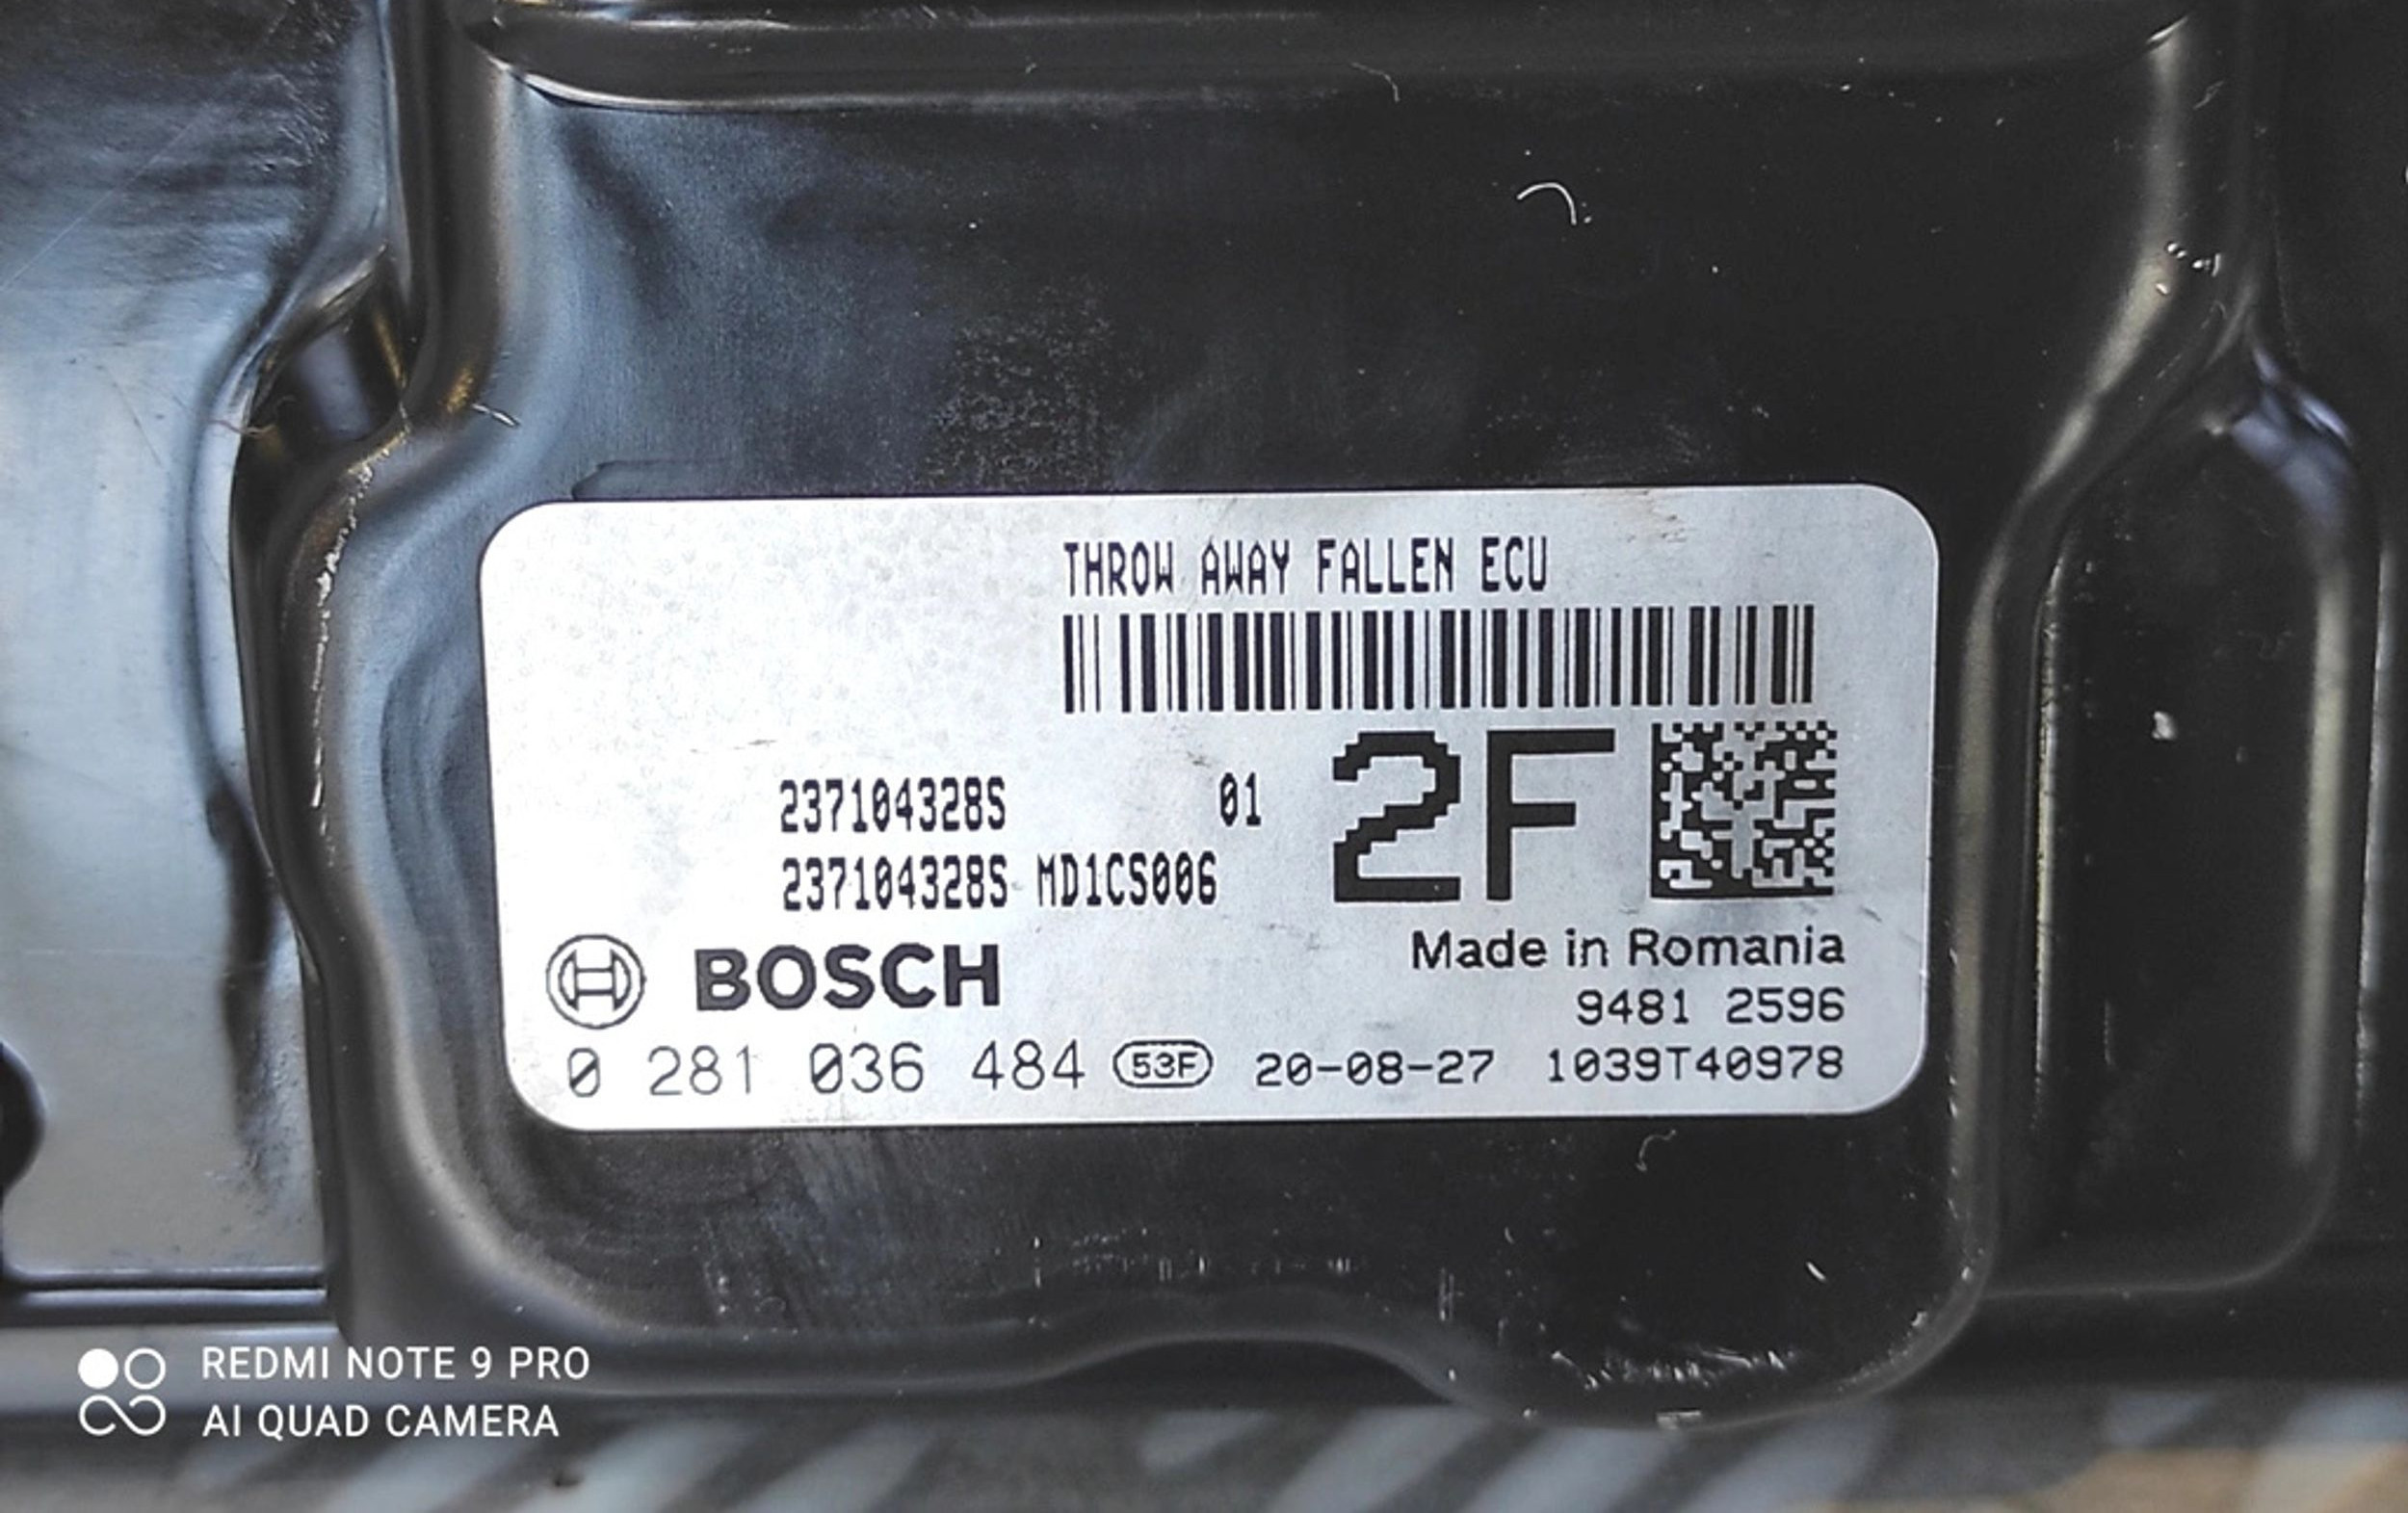 THROW AWAY FALLEN ECU
237104328S 01
2F
237104328S MD1CS006
BOSCH
Made in Romania
9481 2596
0 281 036 484 53F 20-08-27 1039T40978
REDMI NOTE 9 PRO
AI QUAD CAMERA